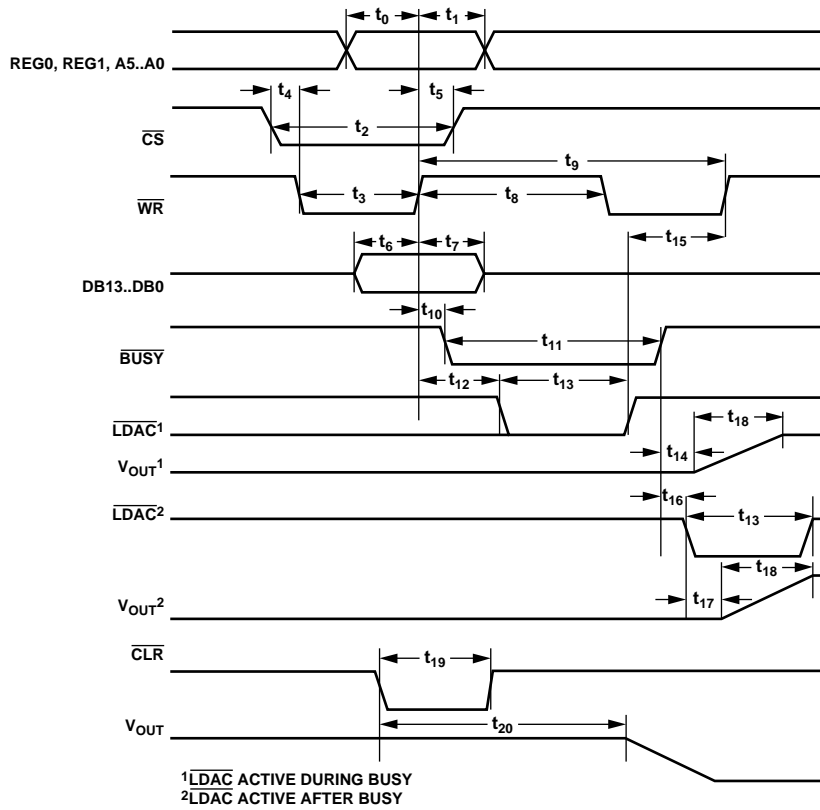 t0 t1
REG0, REG1, A5..A0
t4 t5
t2
CS
t9
WR
t3 t8
t15
t6 t7
DB13..DB0
t10
BUSY
t11
t12 t13
LDAC1
t18
t14
VOUT1
t16
LDAC2
t13
t18
t17
VOUT2
CLR
t19
VOUT
t20
1LDAC ACTIVE DURING BUSY
2LDAC ACTIVE AFTER BUSY